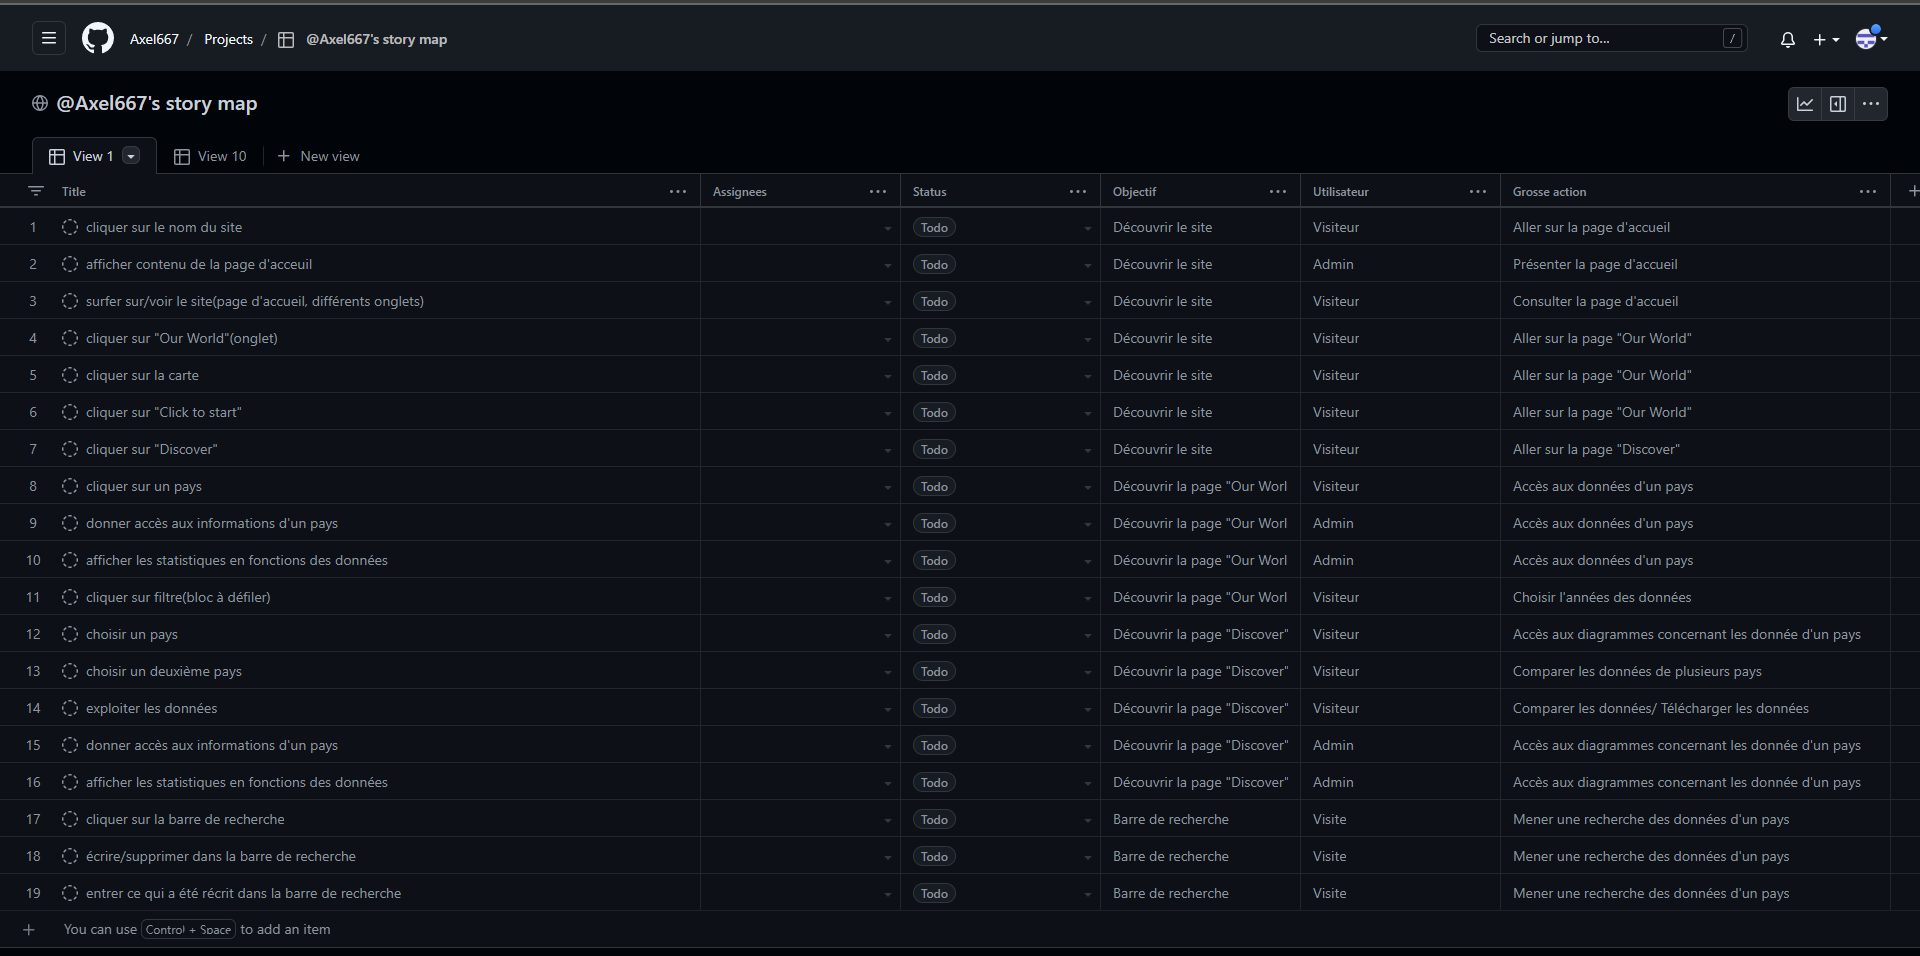 Axel667 / Projects / @Axel667's story map Search or jump to... /
@Axel667's story map
View 1 View 10 New view
Title Assignees Status Objectif Utilisateur Grosse action
1 cliquer sur le nom du site Todo Découvrir le site Visiteur Aller sur la page d'accueil
2 afficher contenu de la page d'acceuil Todo Découvrir le site Admin Présenter la page d'accueil
3 surfer sur/voir le site(page d'accueil, différents onglets) Todo Découvrir le site Visiteur Consulter la page d'accueil
4 cliquer sur "Our World"(onglet) Todo Découvrir le site Visiteur Aller sur la page "Our World"
5 cliquer sur la carte Todo Découvrir le site Visiteur Aller sur la page "Our World"
6 cliquer sur "Click to start" Todo Découvrir le site Visiteur Aller sur la page "Our World"
7 cliquer sur "Discover" Todo Découvrir le site Visiteur Aller sur la page "Discover"
8 cliquer sur un pays Todo Découvrir la page "Our Worl Visiteur Accès aux données d'un pays
9 donner accès aux informations d'un pays Todo Découvrir la page "Our Worl Admin Accès aux données d'un pays
10 afficher les statistiques en fonctions des données Todo Découvrir la page "Our Worl Admin Accès aux données d'un pays
11 cliquer sur filtre(bloc à défiler) Todo Découvrir la page "Our Worl Visiteur Choisir l'années des données
12 choisir un pays Todo Découvrir la page "Discover" Visiteur Accès aux diagrammes concernant les donnée d'un pays
13 choisir un deuxième pays Todo Découvrir la page "Discover" Visiteur Comparer les données de plusieurs pays
14 exploiter les données Todo Découvrir la page "Discover" Visiteur Comparer les données/ Télécharger les données
15 donner accès aux informations d'un pays Todo Découvrir la page "Discover" Admin Accès aux diagrammes concernant les donnée d'un pays
16 afficher les statistiques en fonctions des données Todo Découvrir la page "Discover" Admin Accès aux diagrammes concernant les donnée d'un pays
17 cliquer sur la barre de recherche Todo Barre de recherche Visite Mener une recherche des données d'un pays
18 écrire/supprimer dans la barre de recherche Todo Barre de recherche Visite Mener une recherche des données d'un pays
19 entrer ce qui a été récrit dans la barre de recherche Todo Barre de recherche Visite Mener une recherche des données d'un pays
You can use Control + Space to add an item